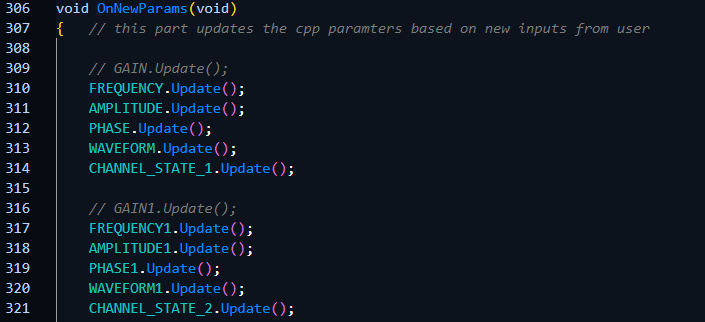 306 void OnNewParams(void)
307 { // this part updates the cpp paramters based on new inputs from user
308
309 // GAIN.Update();
310 FREQUENCY.Update();
311 AMPLITUDE.Update();
312 PHASE.Update();
313 WAVEFORM.Update();
314 CHANNEL_STATE_1.Update();
315
316 // GAIN1.Update();
317 FREQUENCY1.Update();
318 AMPLITUDE1.Update();
319 PHASE1.Update();
320 WAVEFORM1.Update();
321 CHANNEL_STATE_2.Update();